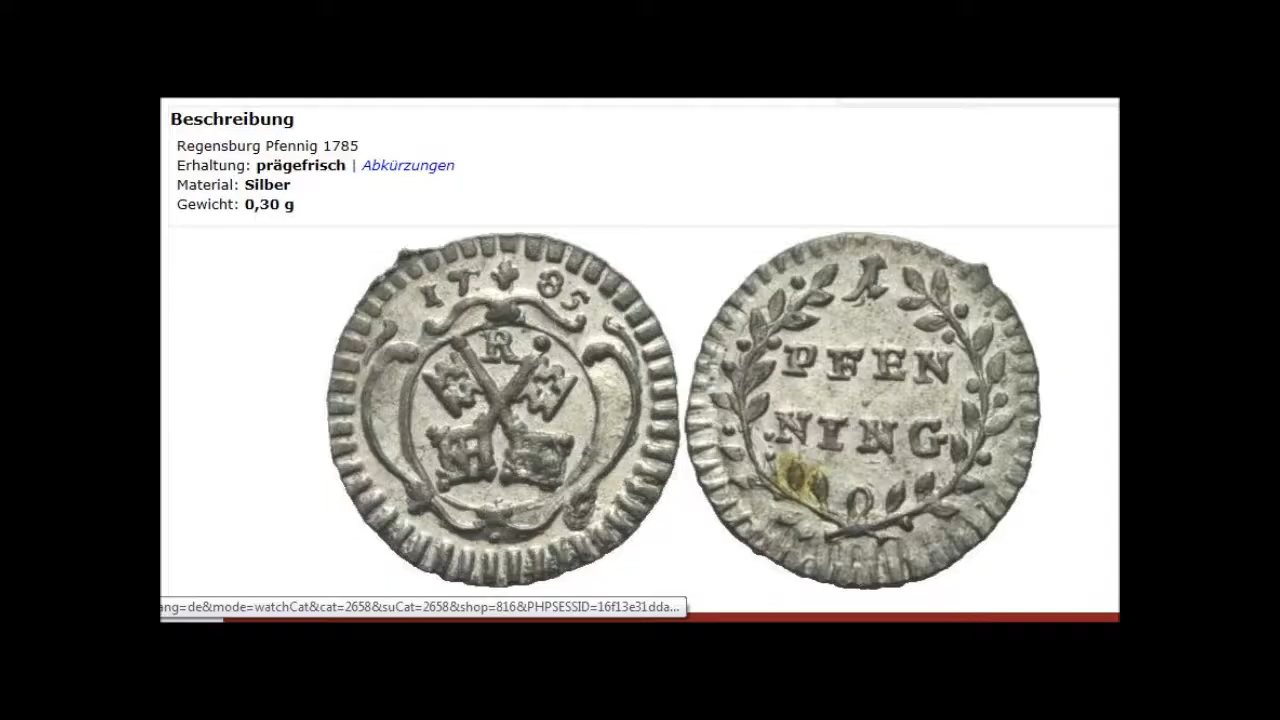 Beschreibung
Regensburg Pfennig 1785
Erhaltung: prägefrisch | Abkürzungen
Material: Silber
Gewicht: 0,30 g
17 85
R
1
PFEN
NING
ang=de&mode=watchCat&cat=2658&suCat=2658&shop=816&PHPSESSID=16f13e31dda...